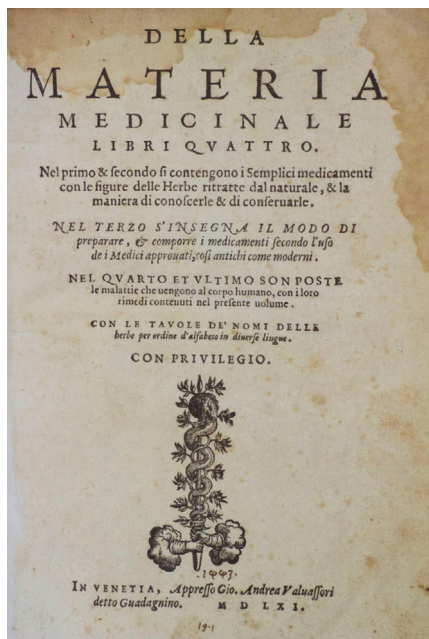 DELLA
MATERIA
MEDICINALE
LIBRI QVATTRO.
Nel primo & secondo si contengono i Semplici medicamenti
con le figure delle Herbe ritratte dal naturale, & la
maniera di conoscerle & di conseruarle.
NEL TERZO S'INSEGNA IL MODO DI
preparare, & comporre i medicamenti secondo l'uso
de i Medici approuati, così antichi come moderni.
NEL QVARTO ET VLTIMO SON POSTE
le malattie che uengono al corpo humano, con i loro
rimedi contenuti nel presente uolume.
CON LE TAVOLE DE' NOMI DELLE
herbe per ordine d'alfabeto in diuerse lingue.
CON PRIVILEGIO.
IN VENETIA, Appresso Gio. Andrea Valuassori
detto Guadagnino. M D LXI.